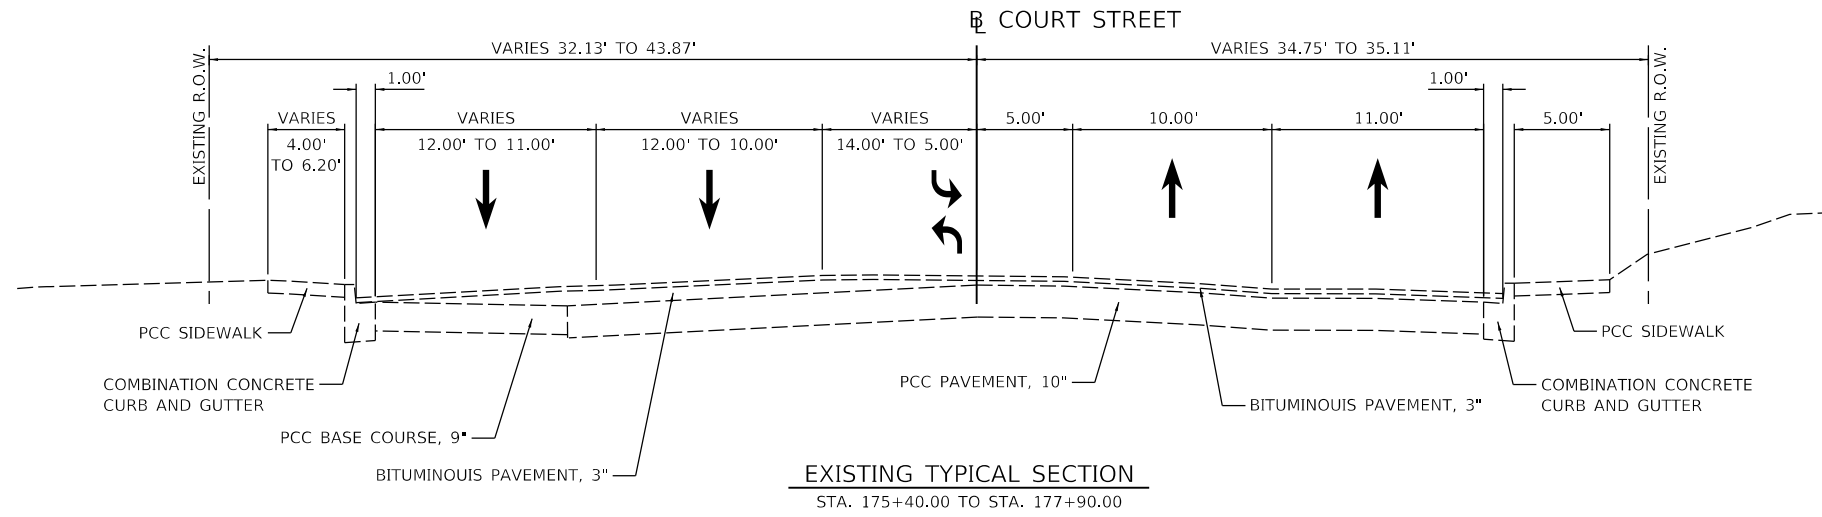 BL COURT STREET
VARIES 32.13' TO 43.87'
VARIES 34.75' TO 35.11'
EXISTING R.O.W.
1.00'
1.00'
EXISTING R.O.W.
VARIES
4.00'
TO 6.20'
VARIES
12.00' TO 11.00'
VARIES
12.00' TO 10.00'
VARIES
14.00' TO 5.00'
5.00'
10.00'
11.00'
5.00'
PCC SIDEWALK
COMBINATION CONCRETE
CURB AND GUTTER
PCC BASE COURSE, 9"
BITUMINOUIS PAVEMENT, 3"
PCC PAVEMENT, 10"
BITUMINOUIS PAVEMENT, 3"
PCC SIDEWALK
COMBINATION CONCRETE
CURB AND GUTTER
EXISTING TYPICAL SECTION
STA. 175+40.00 TO STA. 177+90.00